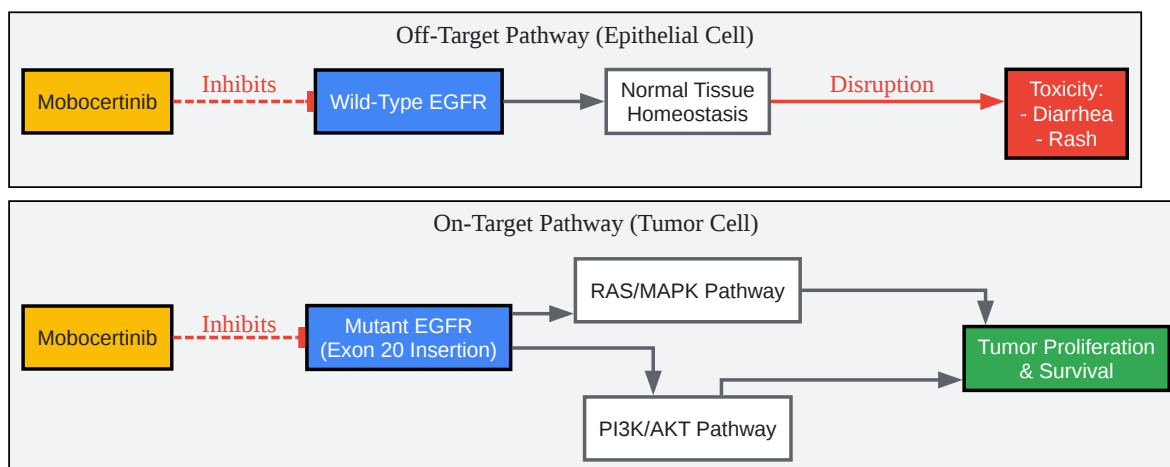 Off-Target Pathway (Epithelial Cell)
Mobocertinib
Inhibits
Wild-Type EGFR
Normal Tissue
Homeostasis
Disruption
Toxicity:
- Diarrhea
- Rash
On-Target Pathway (Tumor Cell)
Mobocertinib
Inhibits
Mutant EGFR
(Exon 20 Insertion)
RAS/MAPK Pathway
PI3K/AKT Pathway
Tumor Proliferation
& Survival